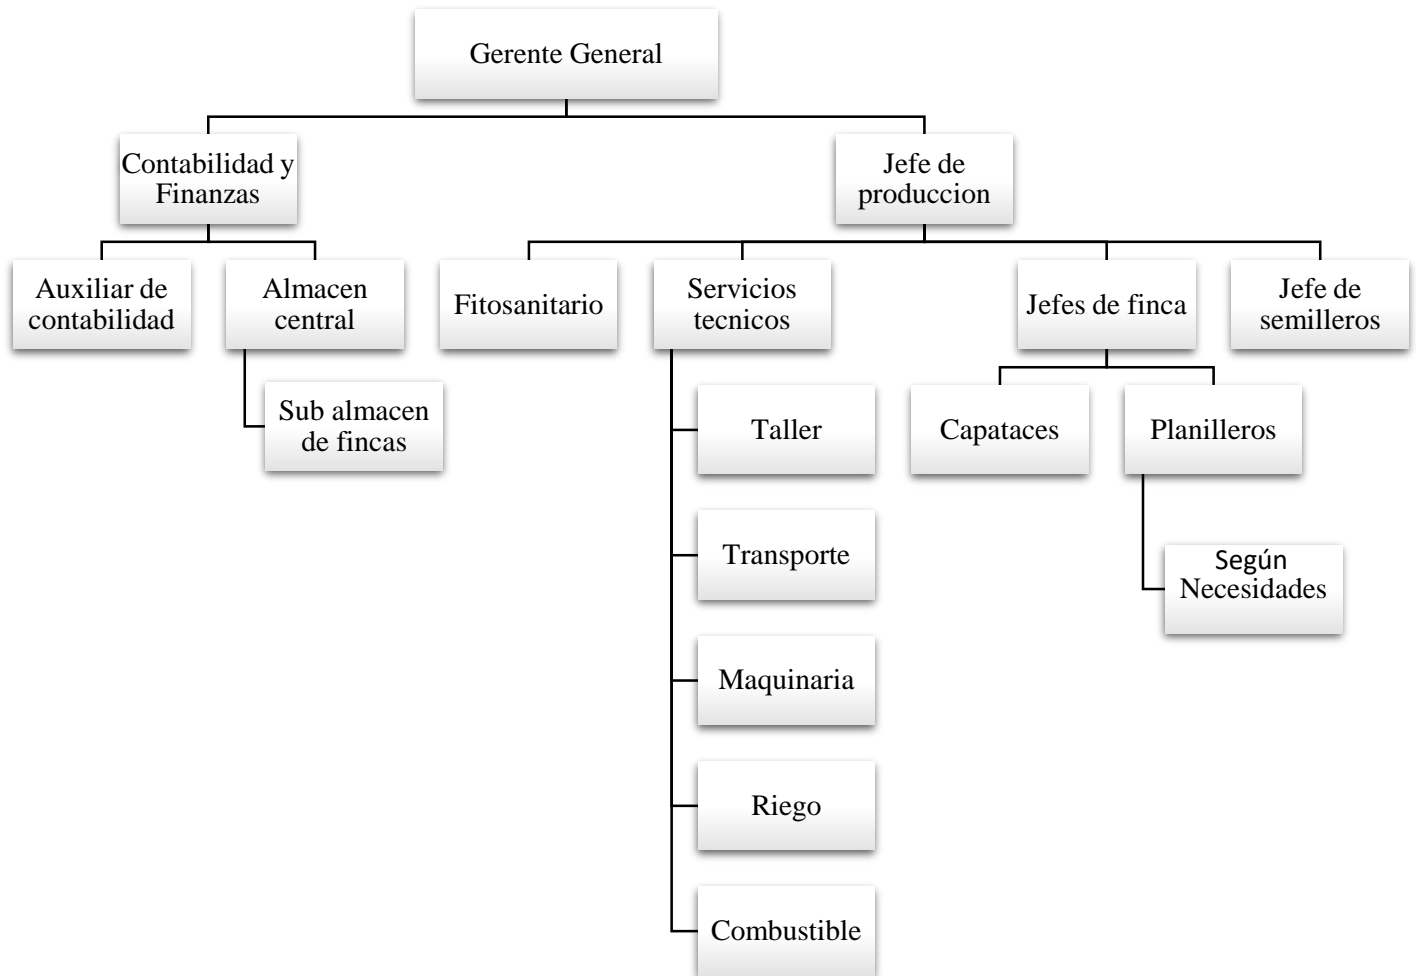 Gerente General
Contabilidad y
Finanzas
Jefe de
produccion
Auxiliar de
contabilidad
Almacen
central
Fitosanitario
Servicios
tecnicos
Jefes de finca
Jefe de
semilleros
Sub almacen
de fincas
Taller
Capataces
Planilleros
Transporte
Según
Necesidades
Maquinaria
Riego
Combustible